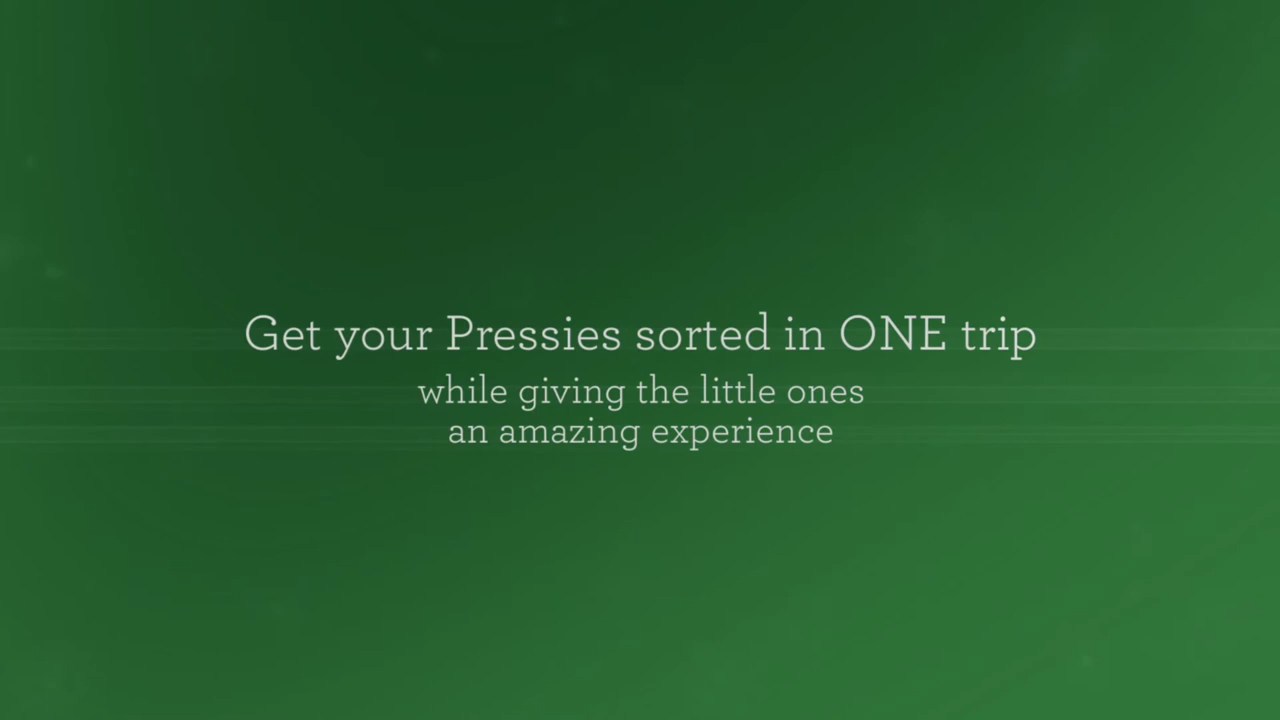 Get your Pressies sorted in ONE trip
while giving the little ones
an amazing experience